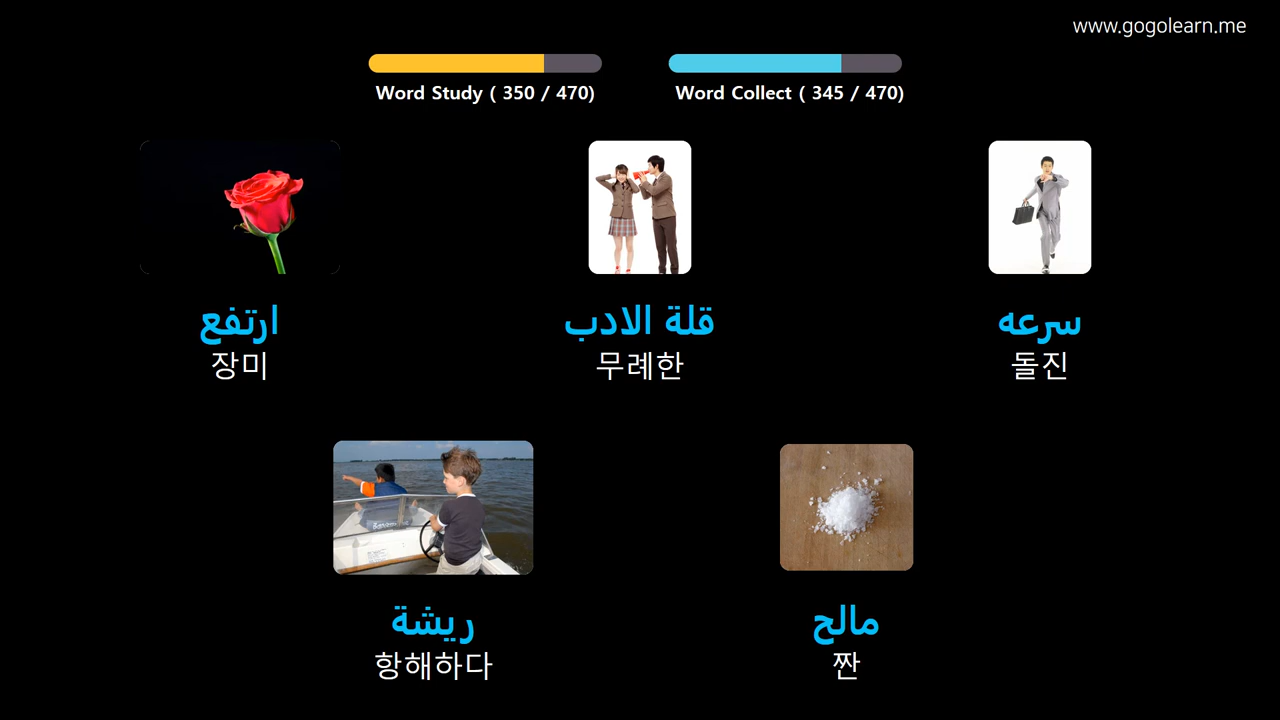 www.gogolearn.me
Word Study ( 350 / 470)
Word Collect ( 345 / 470)
ارتفع
장미
قلة الادب
무례한
سرعه
돌진
ريشة
항해하다
مالح
짠